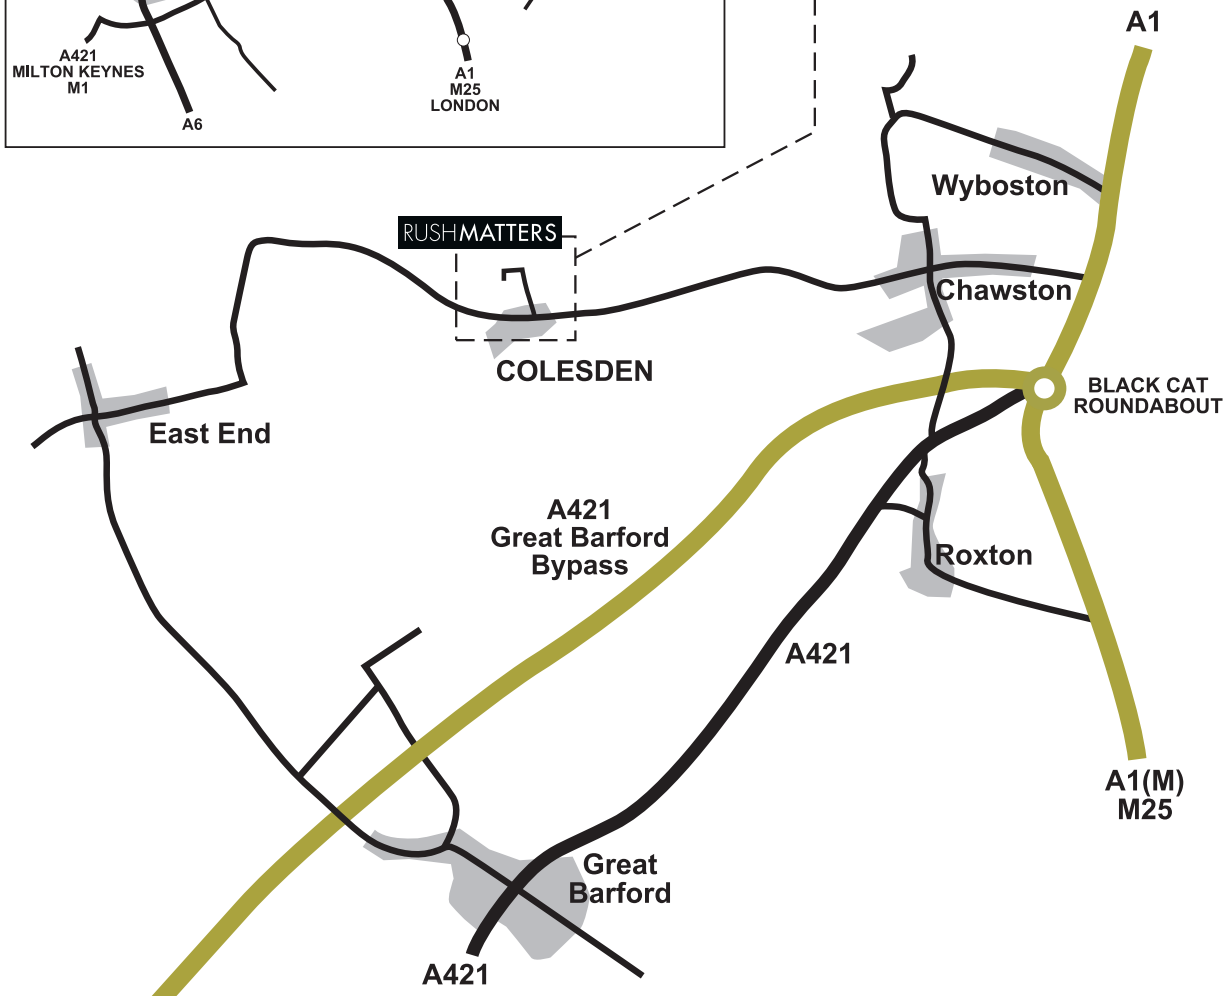 A421
MILTON KEYNES
M1
A6
A1
M25
LONDON
A1
Wyboston
RUSHMATTERS
Chawston
COLESDEN
BLACK CAT
ROUNDABOUT
East End
A421
Great Barford
Bypass
Roxton
A421
A1(M)
M25
Great
Barford
A421